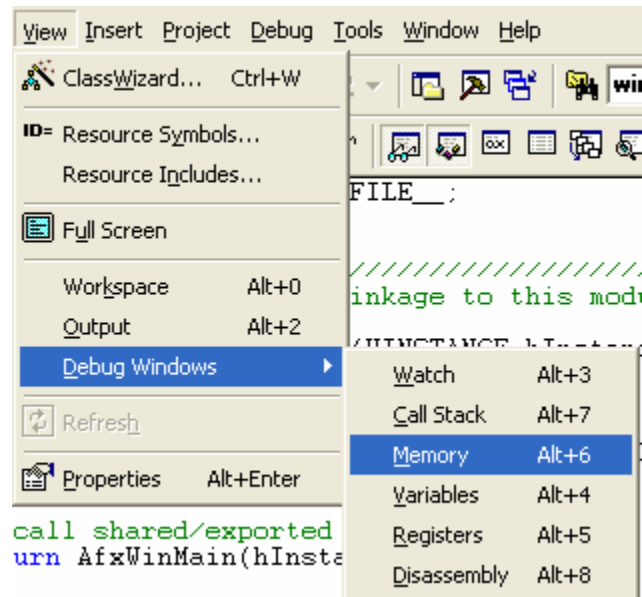 View Insert Project Debug Tools Window Help
ClassWizard... Ctrl+W
ID= Resource Symbols...
Resource Includes...
FILE__;
Full Screen
////////////////////
Workspace Alt+0
inkage to this modu
Output Alt+2
(HINSTANCE hInstan
Debug Windows
Watch Alt+3
Call Stack Alt+7
Refresh
Memory Alt+6
Properties Alt+Enter
Variables Alt+4
call shared/exported
Registers Alt+5
urn AfxWinMain(hInsta
Disassembly Alt+8